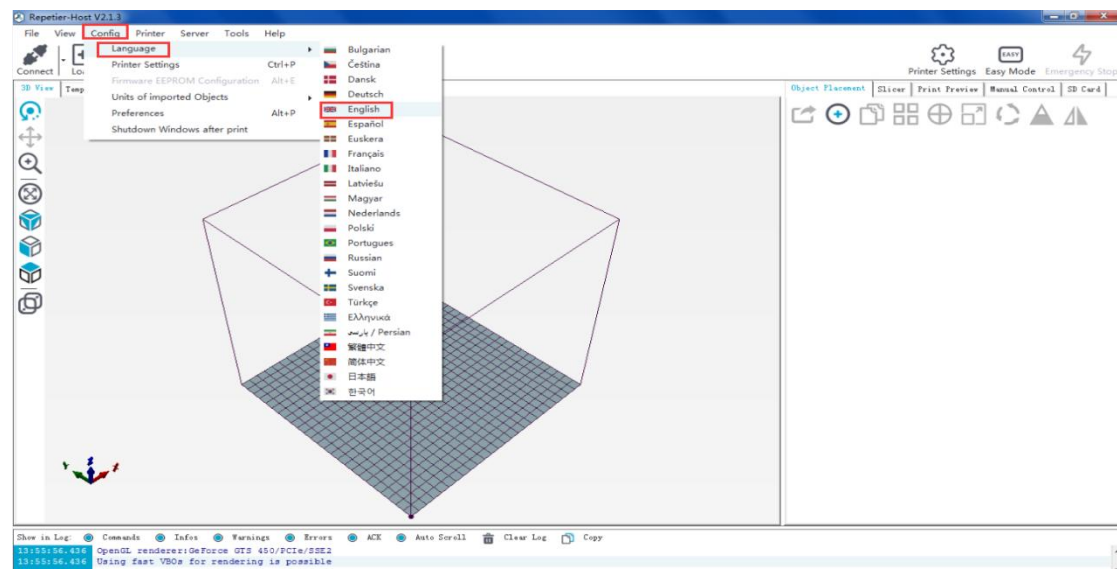 Repetier-Host V2.1.3
File View Config Printer Server Tools Help
Connect
Printer Settings Easy Mode Emergency Stop
EASY
Language
Printer Settings Ctrl+P
Firmware EEPROM Configuration Alt+E
Units of imported Objects
Preferences Alt+P
Shutdown Windows after print
Bulgarian
Čeština
Dansk
Deutsch
English
Español
Euskera
Français
Italiano
Latviešu
Magyar
Nederlands
Polski
Portugues
Russian
Suomi
Svenska
Türkçe
Ελληνικά
پارسی / Persian
繁體中文
简体中文
日本語
한국어
3D View Temp
Object Placement Slicer Print Preview Manual Control SD Card
Show in Log: Commands Infos Warnings Errors ACK Auto Scroll Clear Log Copy
13:55:56.436 OpenGL renderer:GeForce GTS 450/PCIe/SSE2
13:55:56.436 Using fast VBOs for rendering is possible